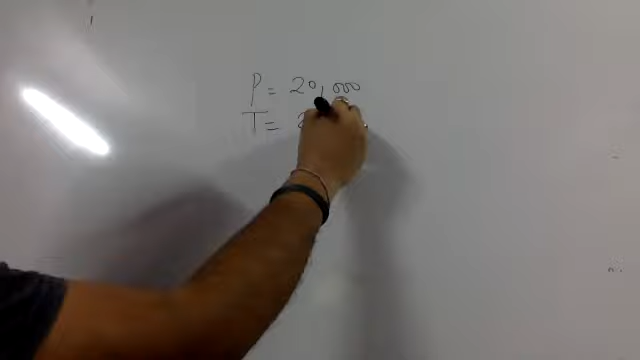 P = 20,000
T =